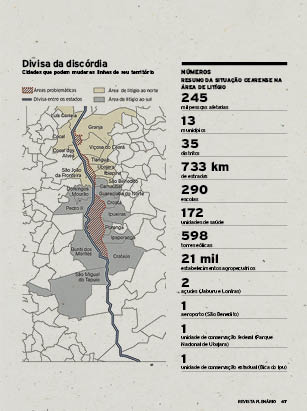 Divisa da discórdia
Cidades que podem mudar as linhas de seu território
Áreas problemáticas
Área de litígio ao norte
Divisa entre os estados
Área de litígio ao sul
Luís Correia
Granja
Cocal
Cocal dos
Alves
Viçosa do Ceará
Tianguá
Ubajara
Ibiapina
São João
da Fronteira
São Benedito
Carnaubal
Guaraciaba do Norte
Domingos
Mourão
Croatá
Pedro II
Ipueiras
Poranga
Ipaporanga
Buriti dos
Montes
Crateús
São Miguel
do Tapuio
NÚMEROS
RESUMO DA SITUAÇÃO CEARENSE NA
ÁREA DE LITÍGIO
245
mil pessoas afetadas
13
municípios
35
distritos
733 km
de estradas
290
escolas
172
unidades de saúde
598
torres eólicas
21 mil
estabelecimentos agropecuários
2
açudes (Jaburu e Lontras)
1
aeroporto (São Benedito)
1
unidade de conservação federal (Parque
Nacional de Ubajara)
1
unidade de conservação estadual (Bica do Ipu)
REVISTA PLENÁRIO 47